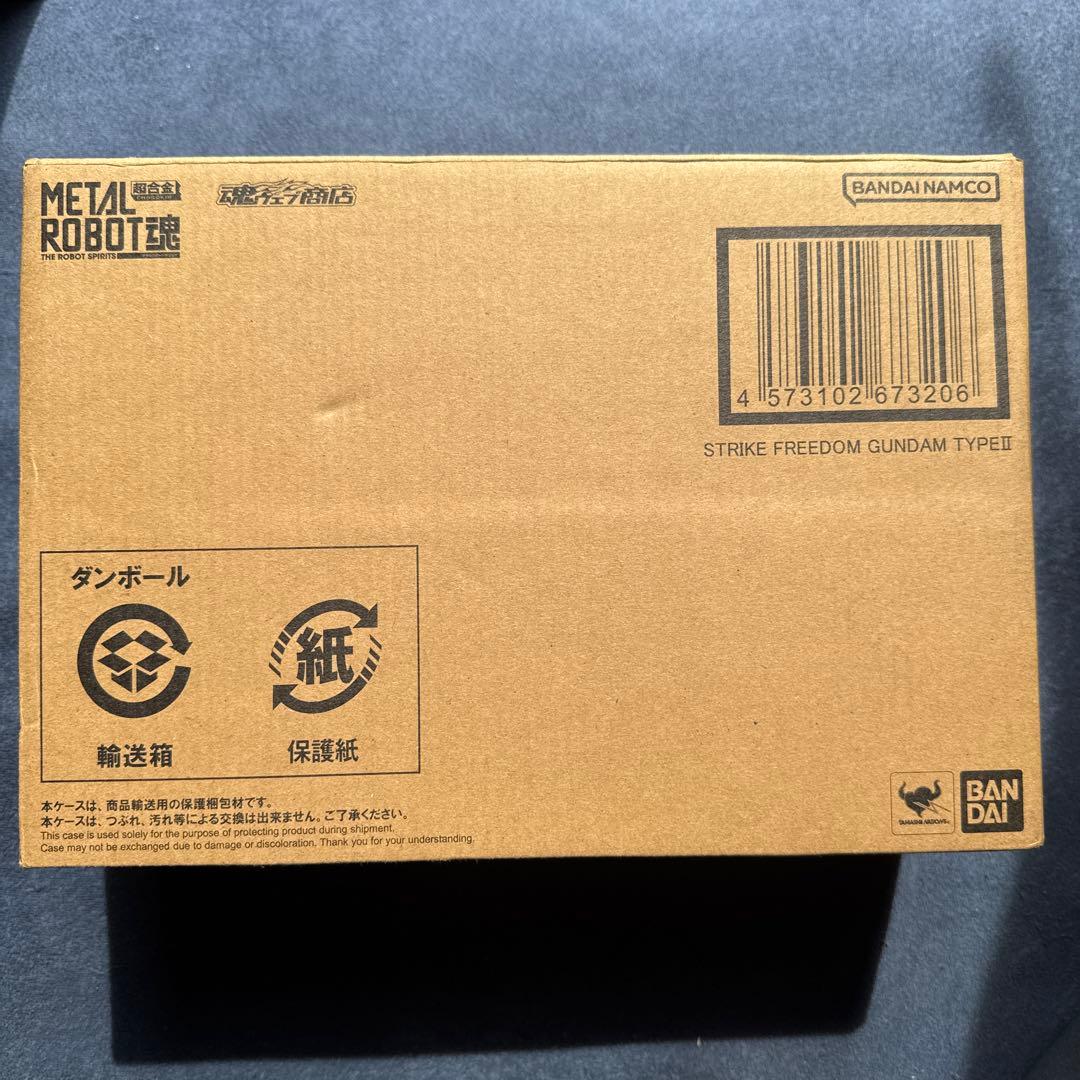 METAL 超合金
CHOGOKIN
ROBOT魂
THE ROBOT SPIRITS
魂ウェブ商店
BANDAI NAMCO
4 573102 673206
STRIKE FREEDOM GUNDAM TYPEⅡ
ダンボール
紙
輸送箱
保護紙
本ケースは、商品輸送用の保護梱包材です。
本ケースは、つぶれ、汚れ等による交換は出来ません。ご了承ください。
This case is used solely for the purpose of protecting product during shipment.
Case may not be exchanged due to damage or discoloration. Thank you for your understanding.
TAMASHII NATIONS
BAN
DAI